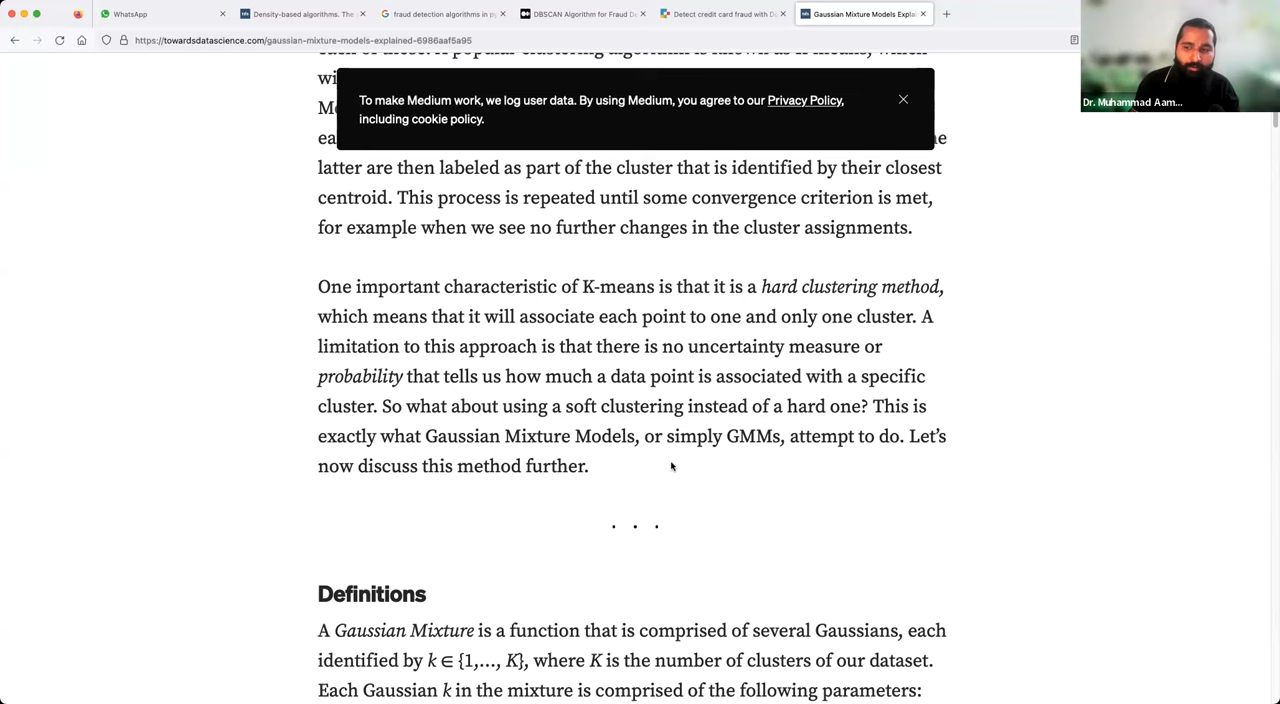 WhatsApp
Density-based algorithms. The
fraud detection algorithms in p
DBSCAN Algorithm for Fraud De
Detect credit card fraud with De
Gaussian Mixture Models Expla
https://towardsdatascience.com/gaussian-mixture-models-explained-6986aaf5a95
Dr. Muhammad Aam...
To make Medium work, we log user data. By using Medium, you agree to our Privacy Policy,
including cookie policy.
latter are then labeled as part of the cluster that is identified by their closest
centroid. This process is repeated until some convergence criterion is met,
for example when we see no further changes in the cluster assignments.
One important characteristic of K-means is that it is a hard clustering method,
which means that it will associate each point to one and only one cluster. A
limitation to this approach is that there is no uncertainty measure or
probability that tells us how much a data point is associated with a specific
cluster. So what about using a soft clustering instead of a hard one? This is
exactly what Gaussian Mixture Models, or simply GMMs, attempt to do. Let's
now discuss this method further.
. . .
Definitions
A Gaussian Mixture is a function that is comprised of several Gaussians, each
identified by k ∈ {1,..., K}, where K is the number of clusters of our dataset.
Each Gaussian k in the mixture is comprised of the following parameters: